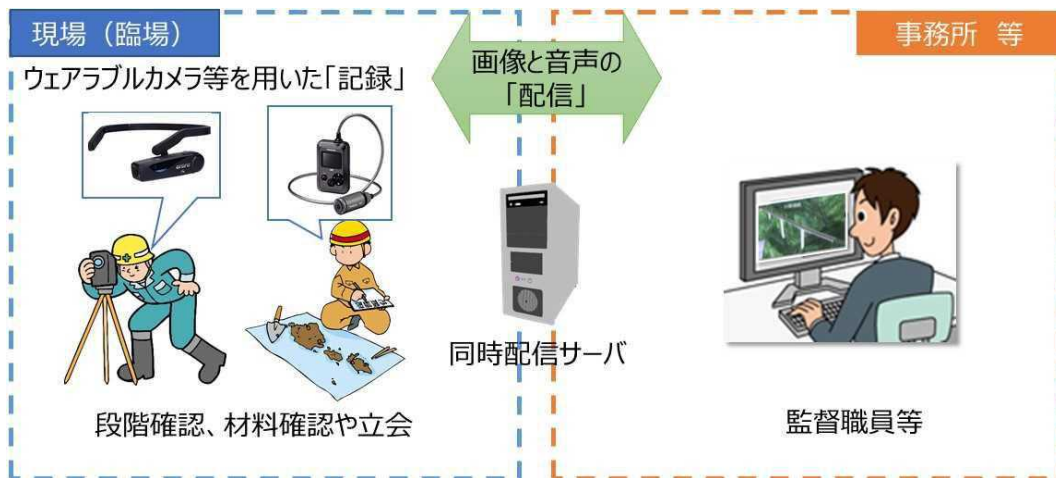 現場（臨場）
事務所 等
ウェアラブルカメラ等を用いた「記録」
画像と音声の
「配信」
同時配信サーバ
段階確認、材料確認や立会
監督職員等